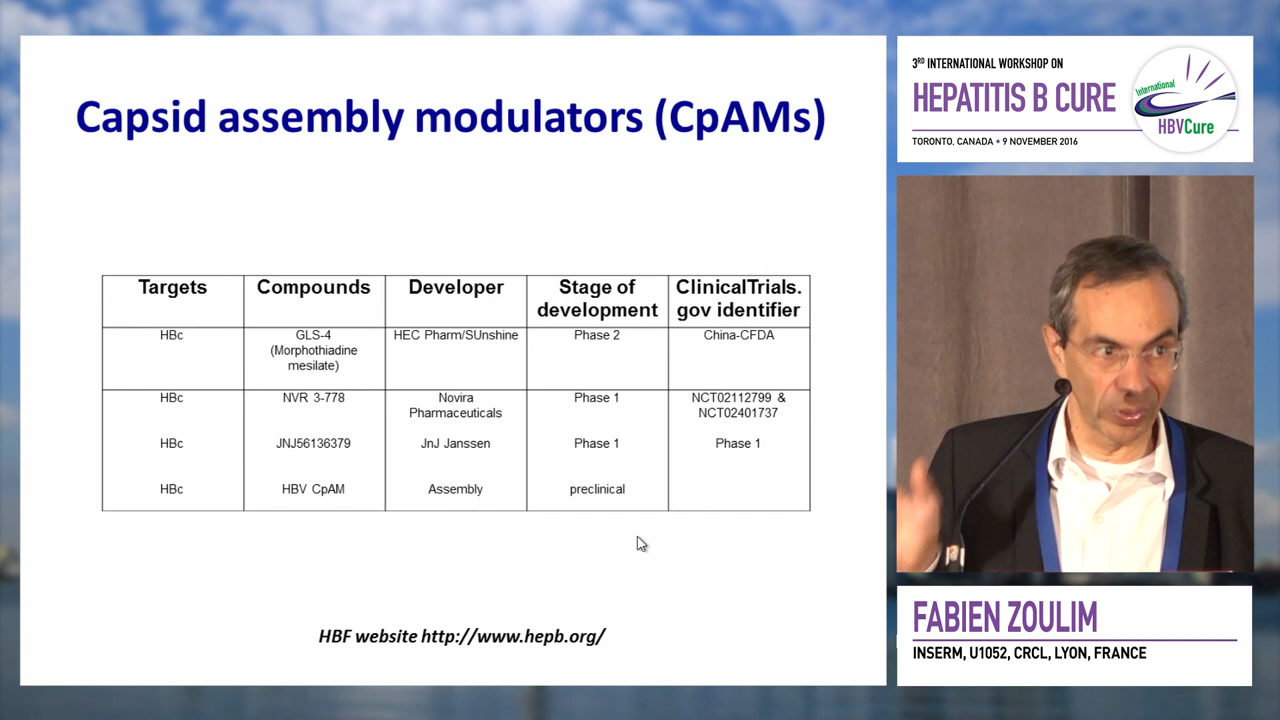 Capsid assembly modulators (CpAMs)
Targets
Compounds
Developer
Stage of
development
ClinicalTrials.
gov identifier
HBc
GLS-4
(Morphothiadine
mesilate)
HEC Pharm/SUnshine
Phase 2
China-CFDA
HBc
NVR 3-778
Novira
Pharmaceuticals
Phase 1
NCT02112799 &
NCT02401737
HBc
JNJ56136379
JnJ Janssen
Phase 1
Phase 1
HBc
HBV CpAM
Assembly
preclinical
HBF website http://www.hepb.org/
3RD INTERNATIONAL WORKSHOP ON
HEPATITIS B CURE
TORONTO, CANADA • 9 NOVEMBER 2016
International
HBVCure
FABIEN ZOULIM
INSERM, U1052, CRCL, LYON, FRANCE